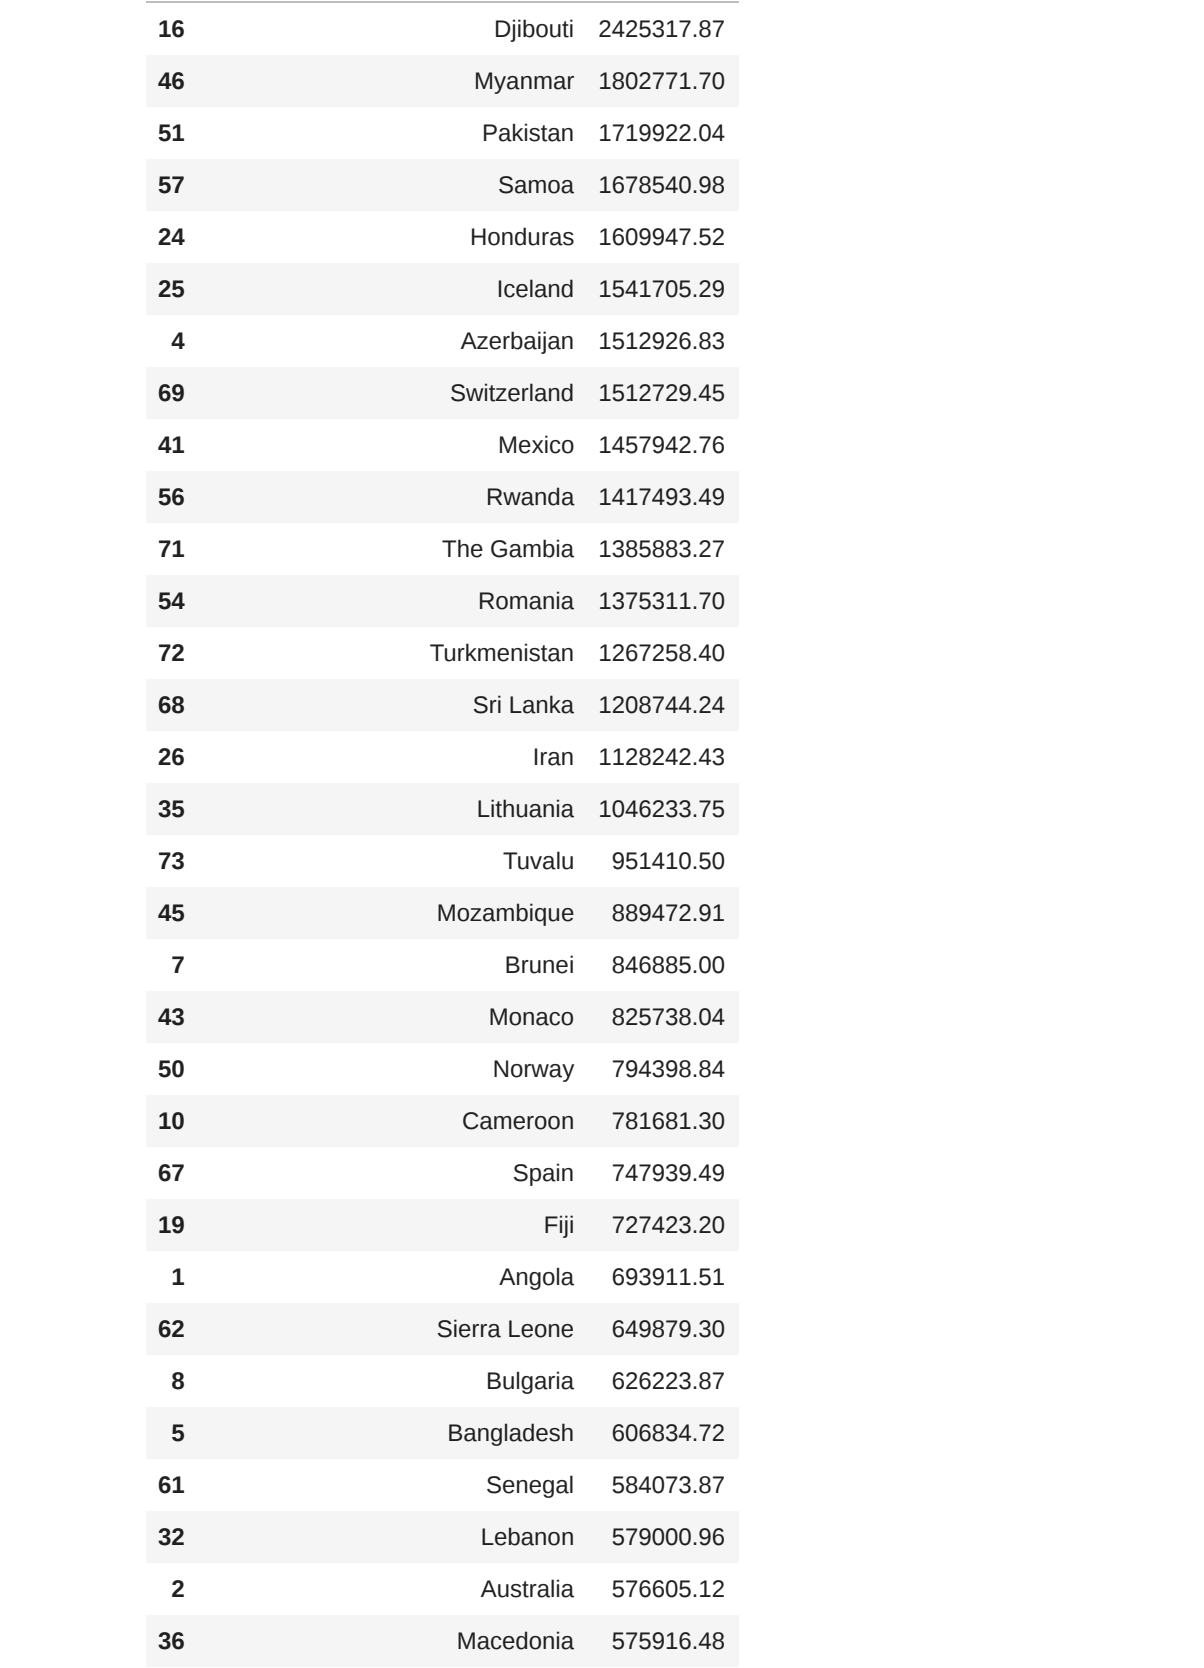 16 Djibouti 2425317.87
46 Myanmar 1802771.70
51 Pakistan 1719922.04
57 Samoa 1678540.98
24 Honduras 1609947.52
25 Iceland 1541705.29
4 Azerbaijan 1512926.83
69 Switzerland 1512729.45
41 Mexico 1457942.76
56 Rwanda 1417493.49
71 The Gambia 1385883.27
54 Romania 1375311.70
72 Turkmenistan 1267258.40
68 Sri Lanka 1208744.24
26 Iran 1128242.43
35 Lithuania 1046233.75
73 Tuvalu 951410.50
45 Mozambique 889472.91
7 Brunei 846885.00
43 Monaco 825738.04
50 Norway 794398.84
10 Cameroon 781681.30
67 Spain 747939.49
19 Fiji 727423.20
1 Angola 693911.51
62 Sierra Leone 649879.30
8 Bulgaria 626223.87
5 Bangladesh 606834.72
61 Senegal 584073.87
32 Lebanon 579000.96
2 Australia 576605.12
36 Macedonia 575916.48